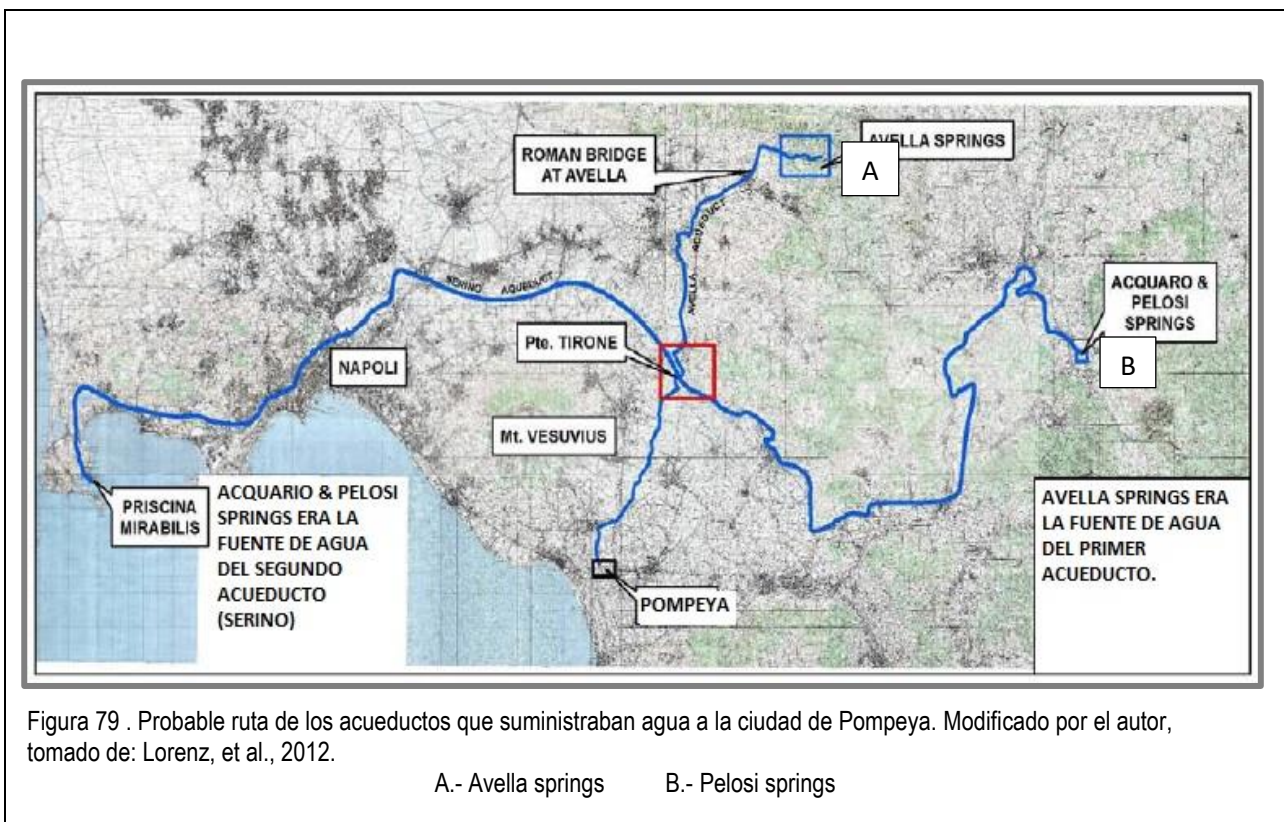 AVELLA SPRINGS
A
ROMAN BRIDGE
AT AVELLA
AVELLA AQUEDUCT
SERINO AQUEDUCT
ACQUARO &
PELOSI
SPRINGS
B
Pte. TIRONE
NAPOLI
Mt. VESUVIUS
PRISCINA
MIRABILIS
ACQUARIO & PELOSI
SPRINGS ERA LA
FUENTE DE AGUA
DEL SEGUNDO
ACUEDUCTO
(SERINO)
POMPEYA
AVELLA SPRINGS ERA
LA FUENTE DE AGUA
DEL PRIMER
ACUEDUCTO.
Figura 79 . Probable ruta de los acueductos que suministraban agua a la ciudad de Pompeya. Modificado por el autor,
tomado de: Lorenz, et al., 2012.
A.- Avella springs B.- Pelosi springs